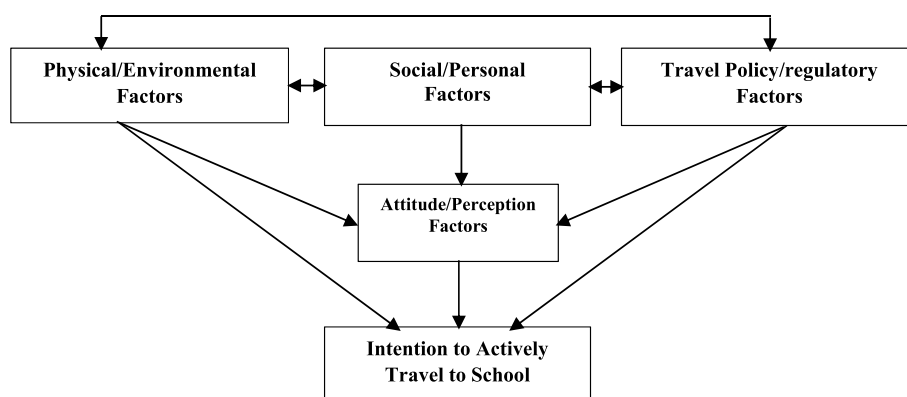 Physical/Environmental
Factors
Social/Personal
Factors
Travel Policy/regulatory
Factors
Attitude/Perception
Factors
Intention to Actively
Travel to School